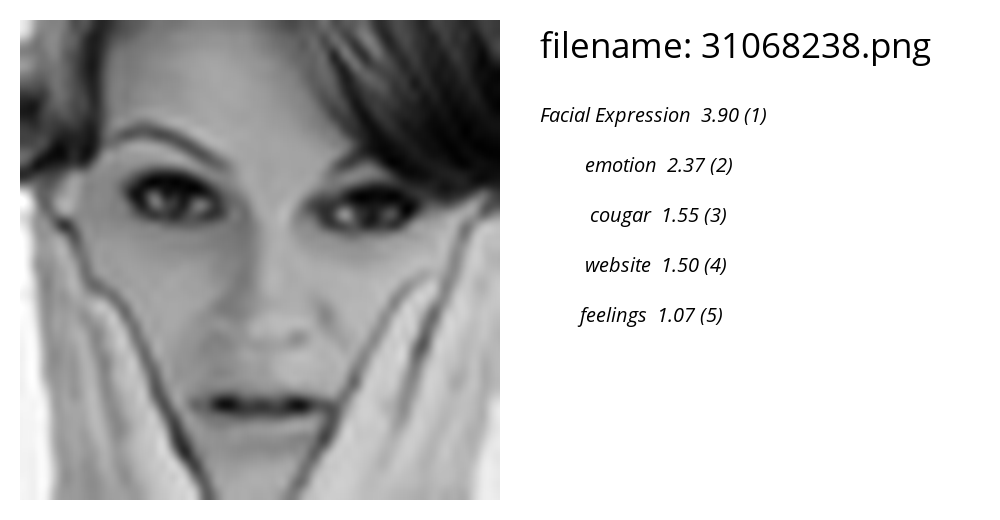 filename: 31068238.png
Facial Expression 3.90 (1)
emotion 2.37 (2)
cougar 1.55 (3)
website 1.50 (4)
feelings 1.07 (5)